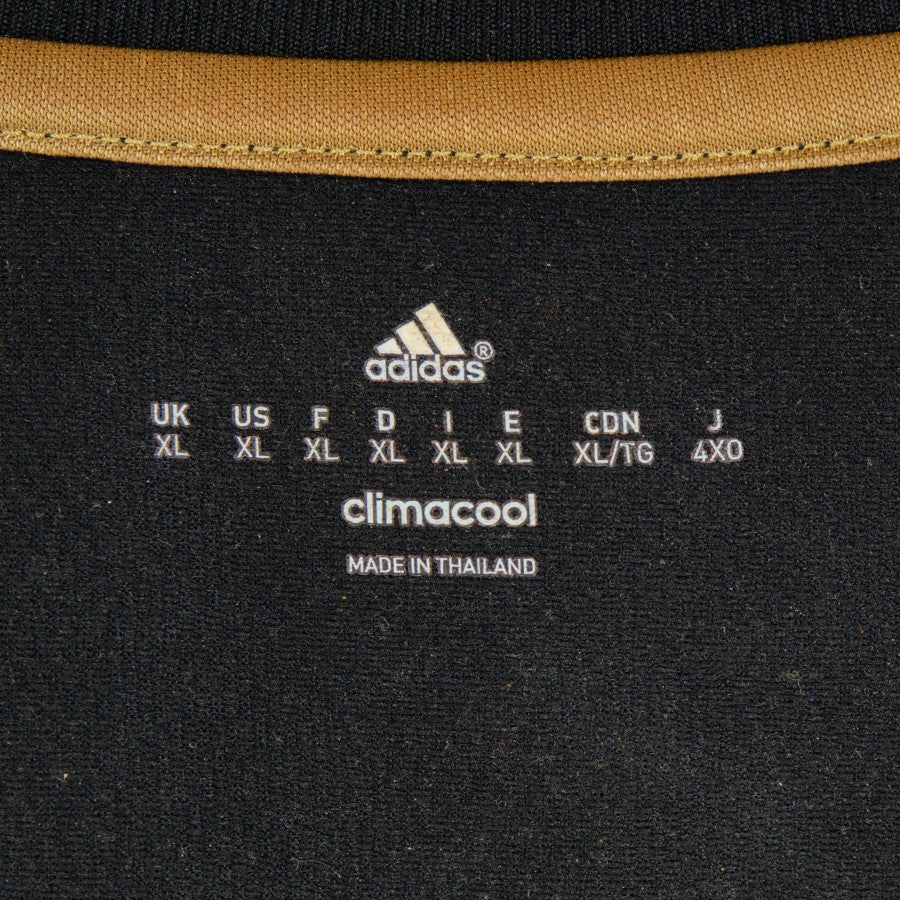 adidas®
UK US F D I E CDN J
XL XL XL XL XL XL XL/TG 4XO
climacool
MADE IN THAILAND